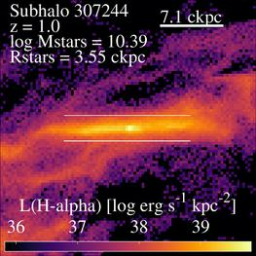 Subhalo 307244
7.1 ckpc
z = 1.0
log Mstars = 10.39
Rstars = 3.55 ckpc
L(H-alpha) [log erg s⁻¹ kpc⁻²]
36 37 38 39